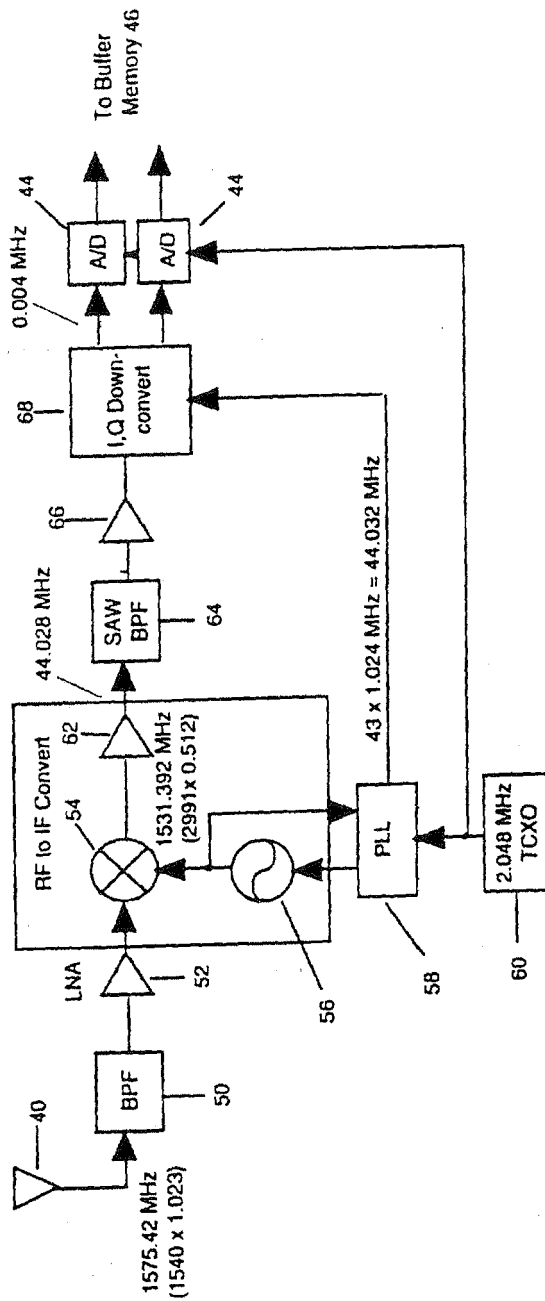 40
1575.42 MHz
(1540 x 1.023)
BPF
50
LNA
52
RF to IF Convert
54
62
1531.392 MHz
(2991x 0.512)
56
PLL
58
2.048 MHz
TCXO
60
43 x 1.024 MHz = 44.032 MHz
44.028 MHz
SAW
BPF
64
66
68
I,Q Down-
convert
0.004 MHz
44
A/D
A/D
44
To Buffer
Memory 46